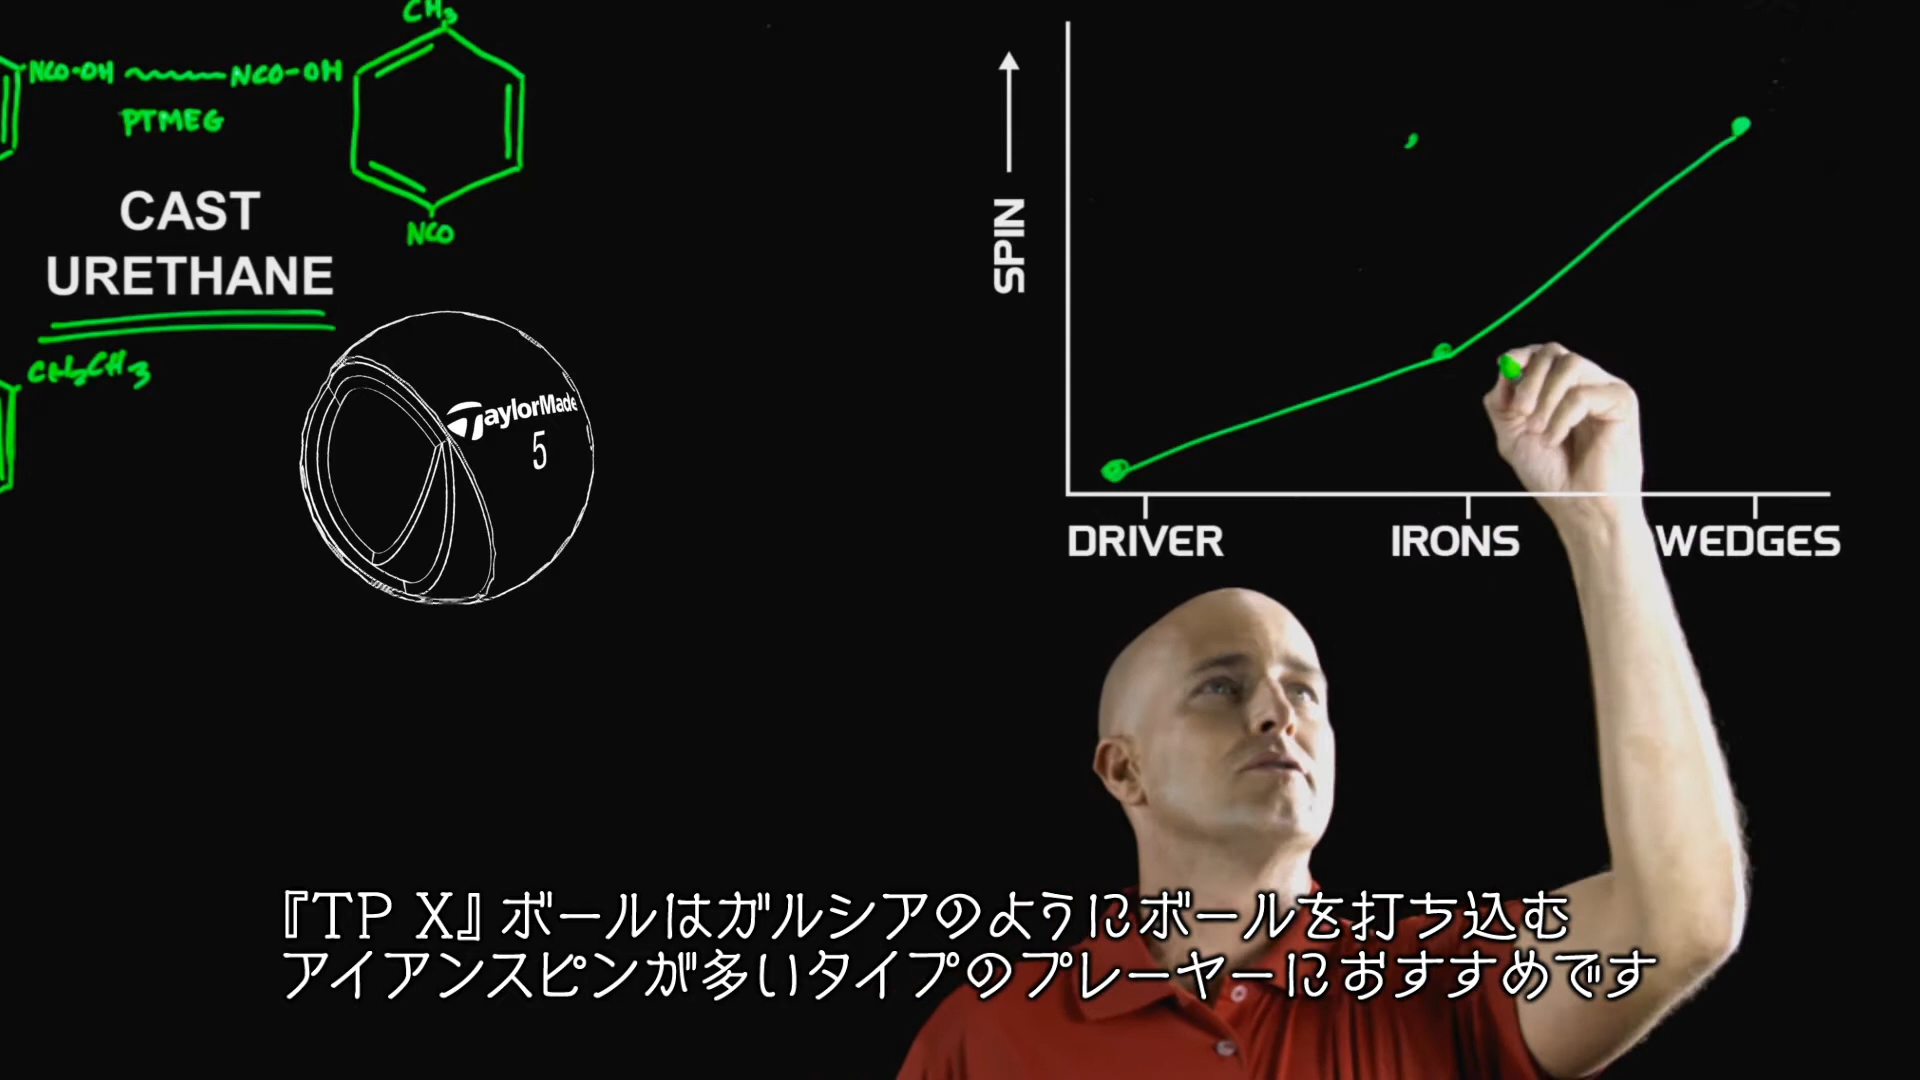 CH3
NCO-OH
NCO-OH
PTMEG
NCO
CAST
URETHANE
CH2CH3
TaylorMade
5
SPIN
DRIVER
IRONS
WEDGES
『TP X』ボールはガルシアのようにボールを打ち込む
アイアンスピンが多いタイプのプレーヤーにおすすめです